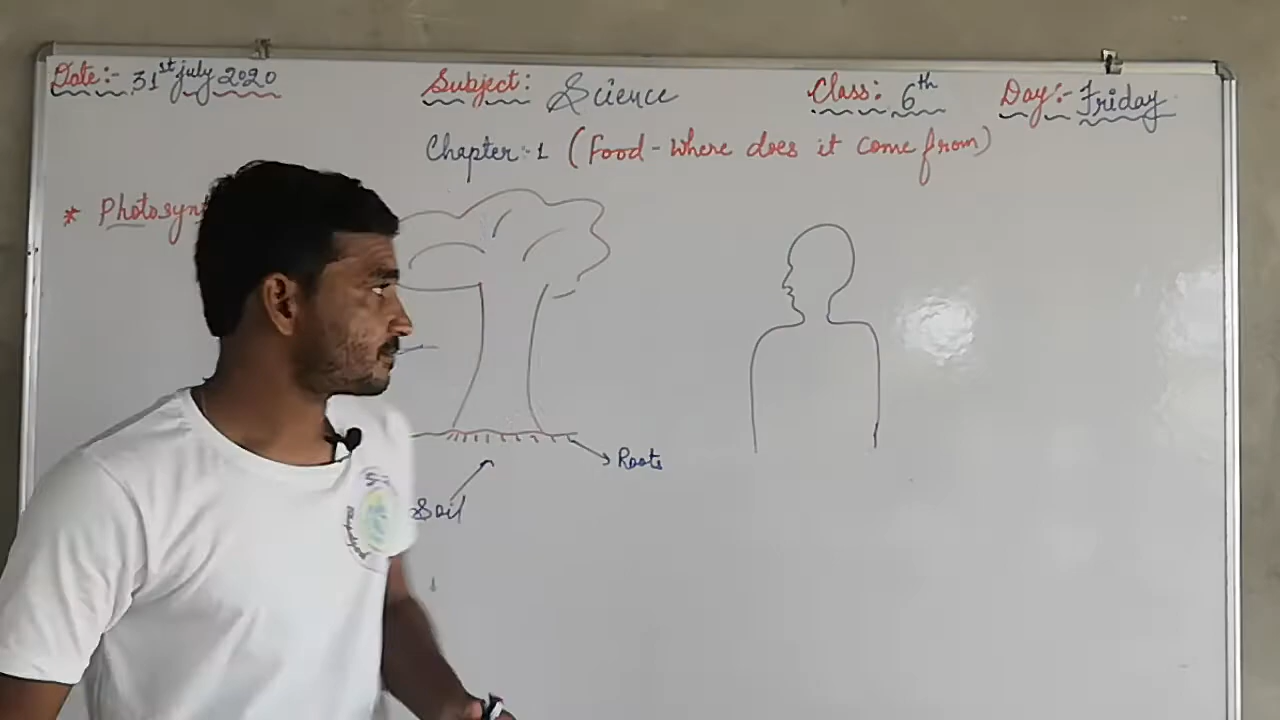 Date:- 31st july 2020
Subject: Science
Class: 6th
Day:- Friday
Chapter:-1 (Food - Where does it come from)
* Photosyn
Roots
Soil